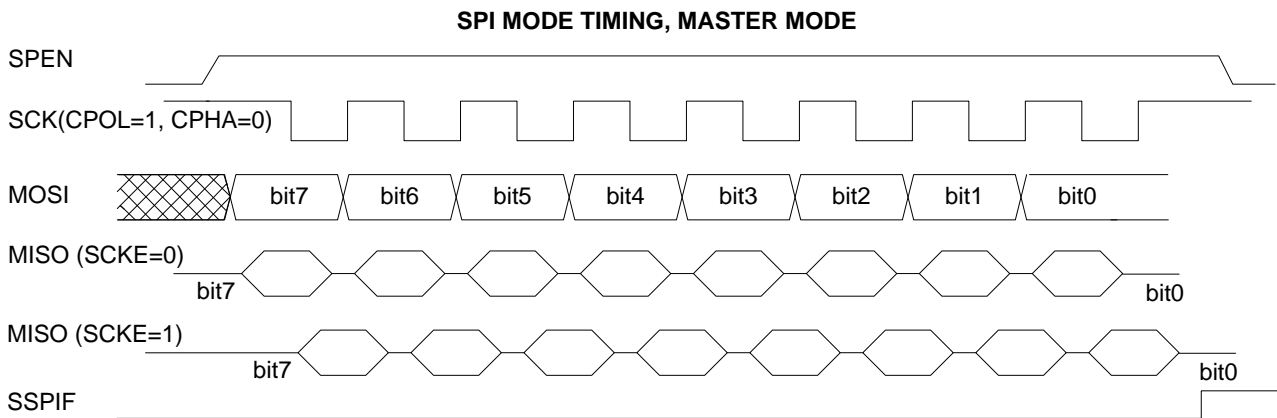 SPI MODE TIMING, MASTER MODE
SPEN
SCK(CPOL=1, CPHA=0)
MOSI bit7 bit6 bit5 bit4 bit3 bit2 bit1 bit0
MISO (SCKE=0)
bit7 bit0
MISO (SCKE=1)
bit7 bit0
SSPIF